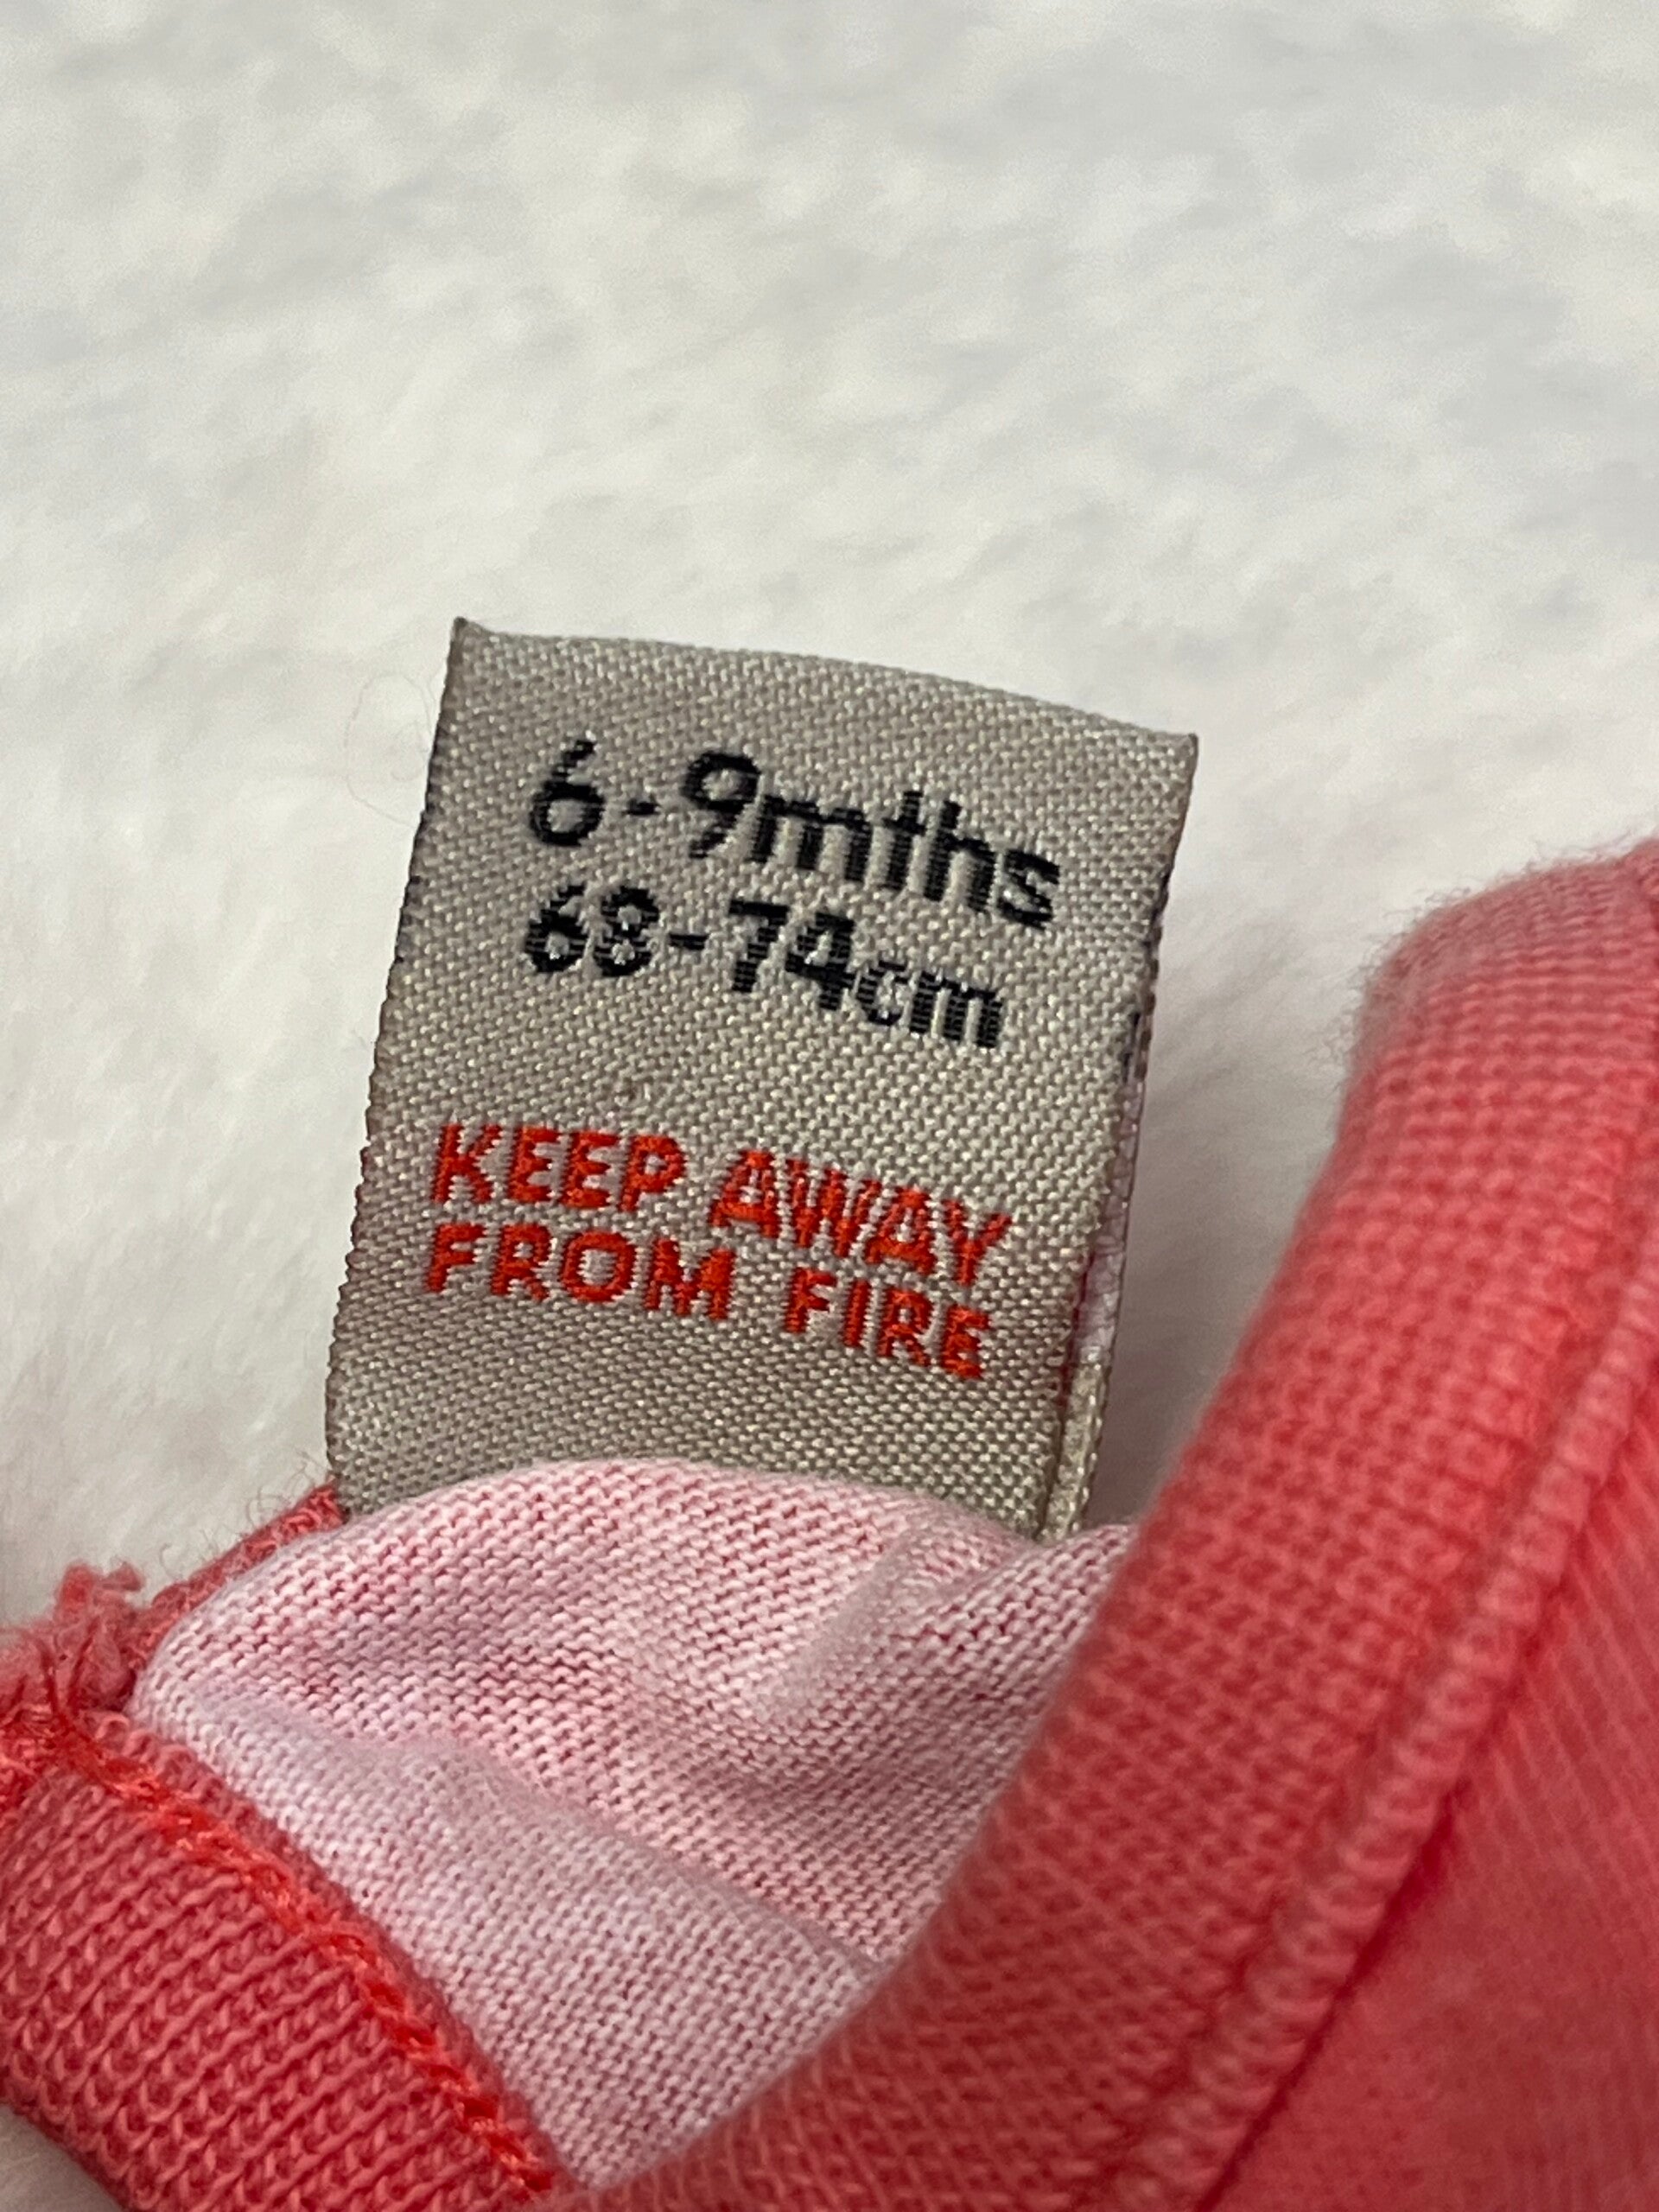 6-9mths
68-74cm
KEEP AWAY
FROM FIRE